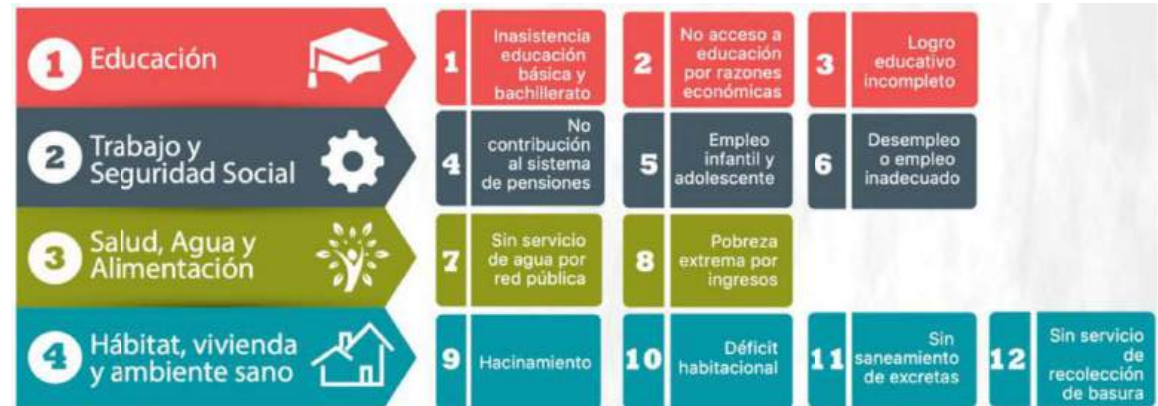 1
Educación
1
Inasistencia
educación
básica y
bachillerato
2
No acceso a
educación
por razones
económicas
3
Logro
educativo
incompleto
2
Trabajo y
Seguridad Social
4
No
contribución
al sistema
de pensiones
5
Empleo
infantil y
adolescente
6
Desempleo
o empleo
inadecuado
3
Salud, Agua y
Alimentación
7
Sin servicio
de agua por
red pública
8
Pobreza
extrema por
ingresos
4
Hábitat, vivienda
y ambiente sano
9
Hacinamiento
10
Déficit
habitacional
11
Sin
saneamiento
de excretas
12
Sin servicio
de
recolección
de basura